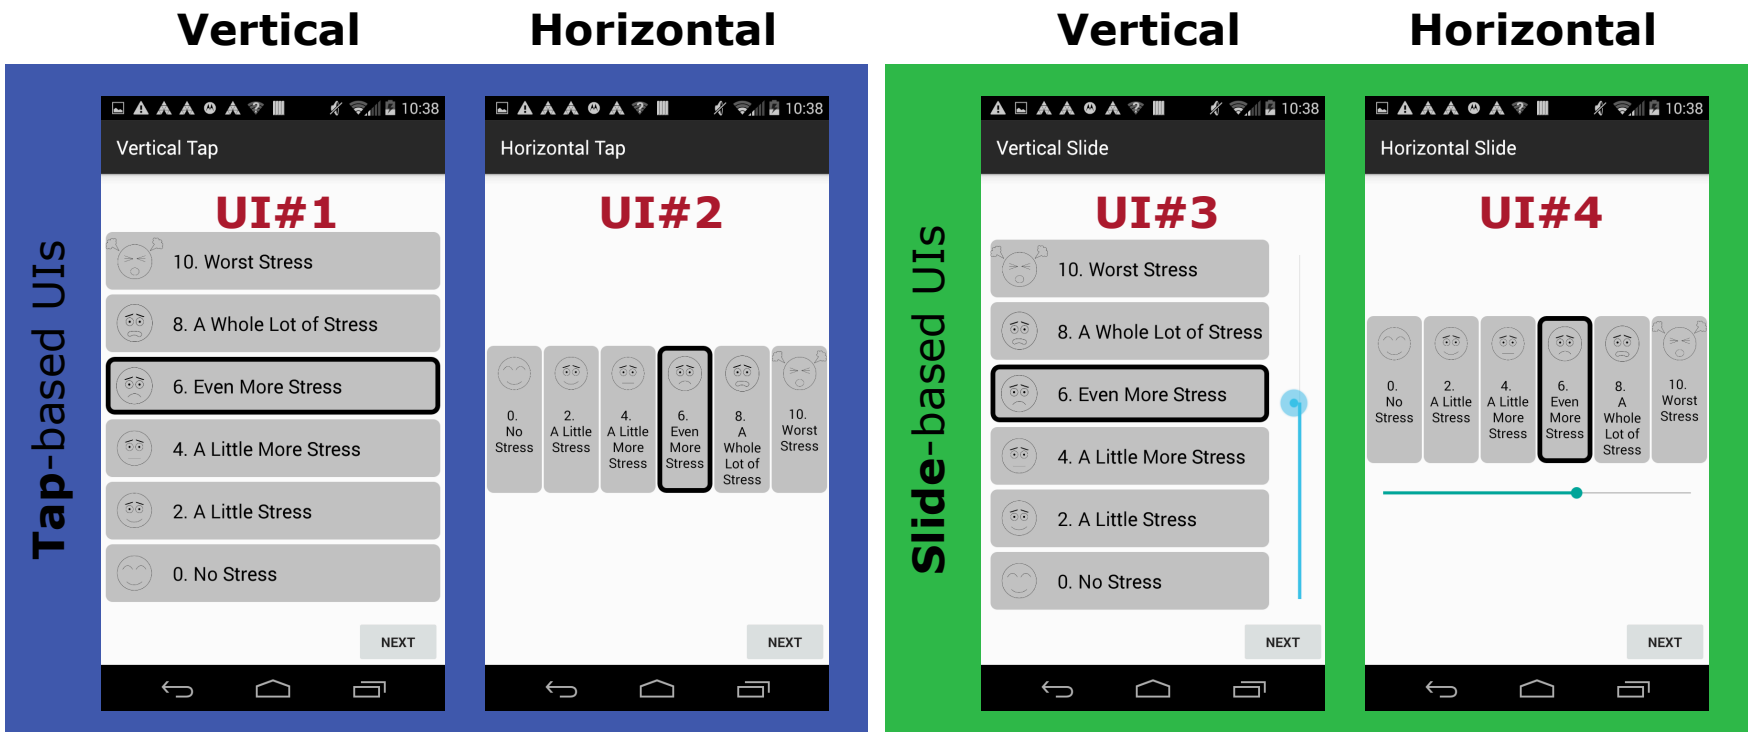 Vertical
Horizontal
Vertical
Horizontal
Tap-based UIs
10:38
Vertical Tap
UI#1
10. Worst Stress
8. A Whole Lot of Stress
6. Even More Stress
4. A Little More Stress
2. A Little Stress
0. No Stress
NEXT
10:38
Horizontal Tap
UI#2
0.
No
Stress
2.
A Little
Stress
4.
A Little
More
Stress
6.
Even
More
Stress
8.
A
Whole
Lot of
Stress
10.
Worst
Stress
NEXT
Slide-based UIs
10:38
Vertical Slide
UI#3
10. Worst Stress
8. A Whole Lot of Stress
6. Even More Stress
4. A Little More Stress
2. A Little Stress
0. No Stress
NEXT
10:38
Horizontal Slide
UI#4
0.
No
Stress
2.
A Little
Stress
4.
A Little
More
Stress
6.
Even
More
Stress
8.
A
Whole
Lot of
Stress
10.
Worst
Stress
NEXT